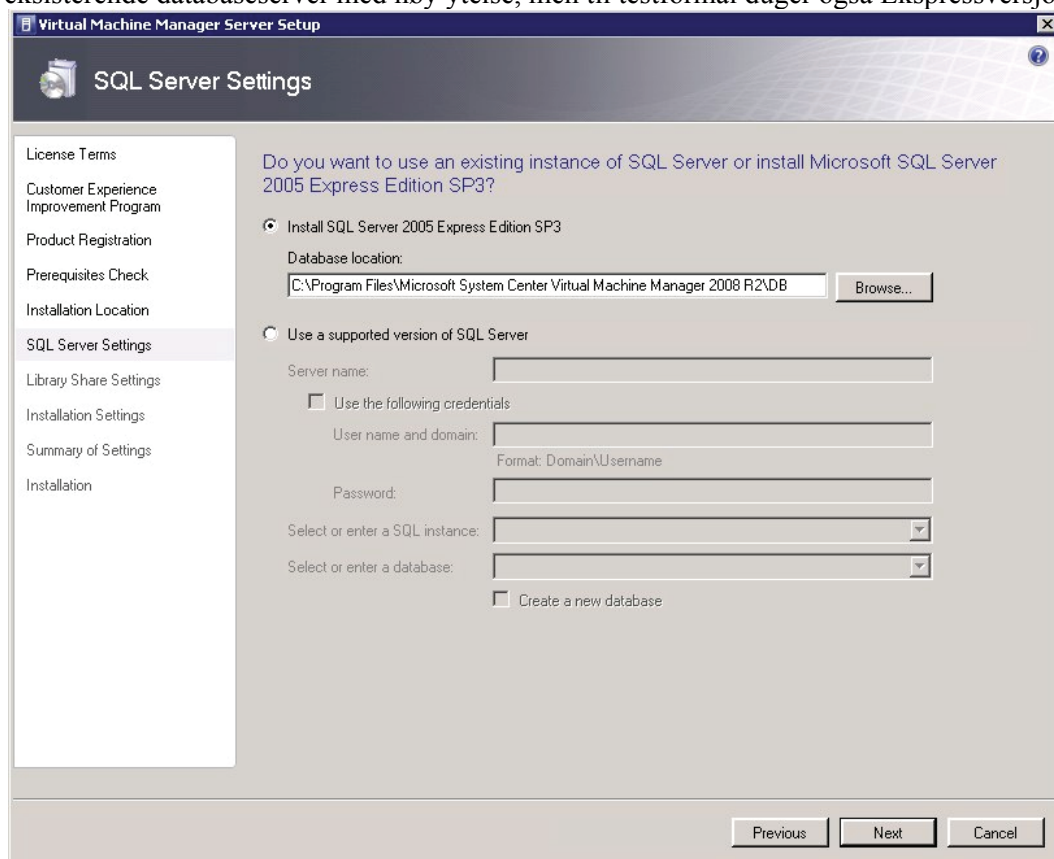 eksisterende databaseserver med høy ytelse, men til testformål duger også Ekspressversjo
Virtual Machine Manager Server Setup
SQL Server Settings
License Terms
Customer Experience
Improvement Program
Product Registration
Prerequisites Check
Installation Location
SQL Server Settings
Library Share Settings
Installation Settings
Summary of Settings
Installation
Do you want to use an existing instance of SQL Server or install Microsoft SQL Server
2005 Express Edition SP3?
Install SQL Server 2005 Express Edition SP3
Database location:
C:\Program Files\Microsoft System Center Virtual Machine Manager 2008 R2\DB
Browse...
Use a supported version of SQL Server
Server name:
Use the following credentials
User name and domain:
Format: Domain\Username
Password:
Select or enter a SQL instance:
Select or enter a database:
Create a new database
Previous
Next
Cancel